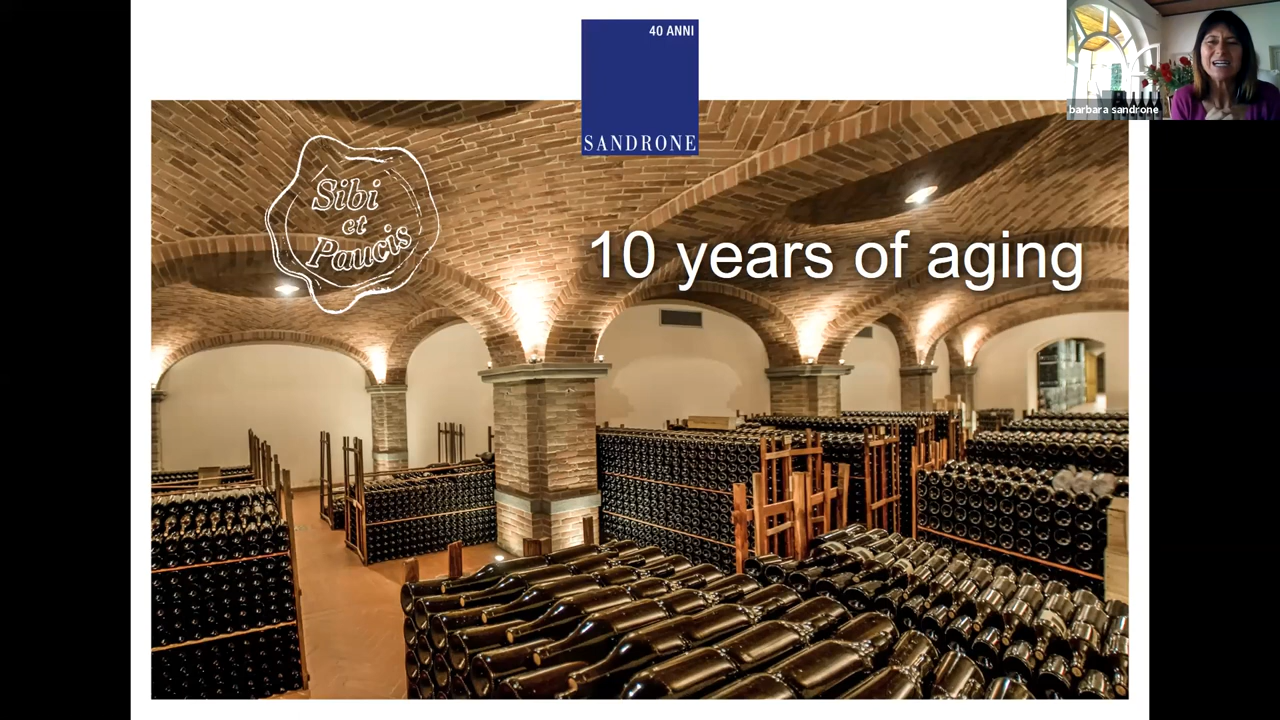 40 ANNI
SANDRONE
barbara sandrone
Sibi
et
Paucis
10 years of aging